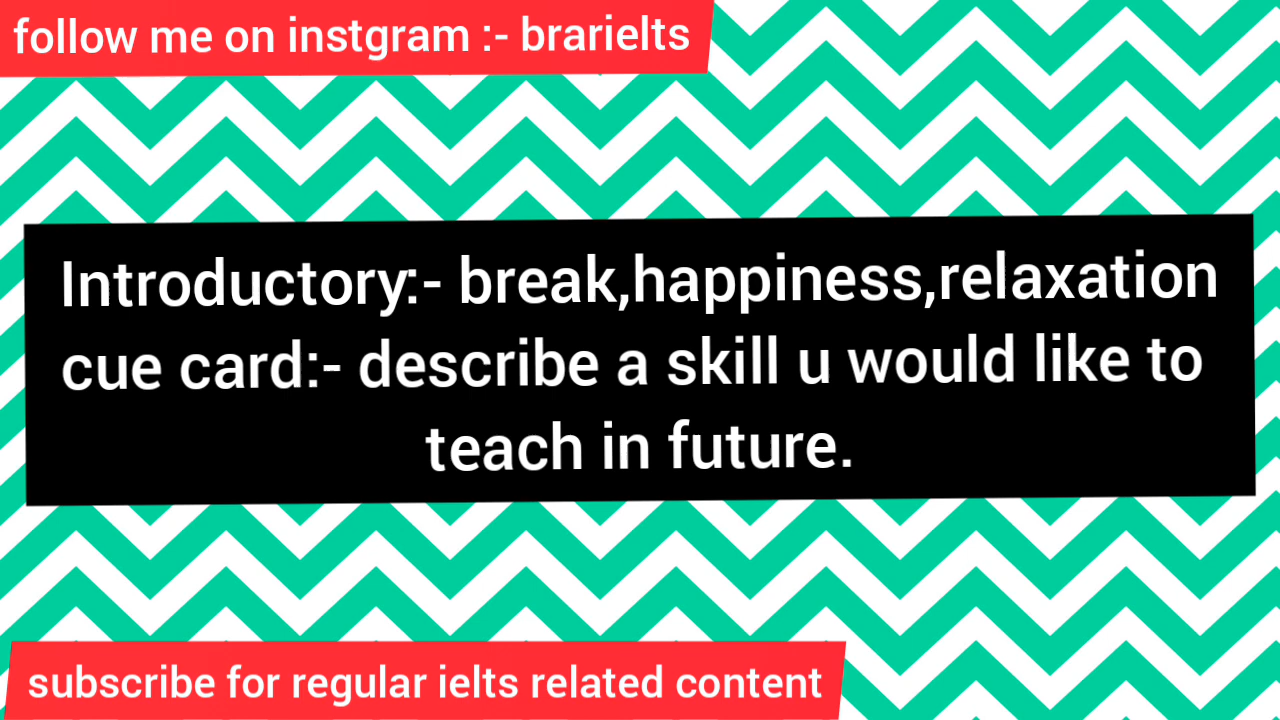 follow me on instgram :- brarielts
Introductory:- break,happiness,relaxation
cue card:- describe a skill u would like to
teach in future.
subscribe for regular ielts related content